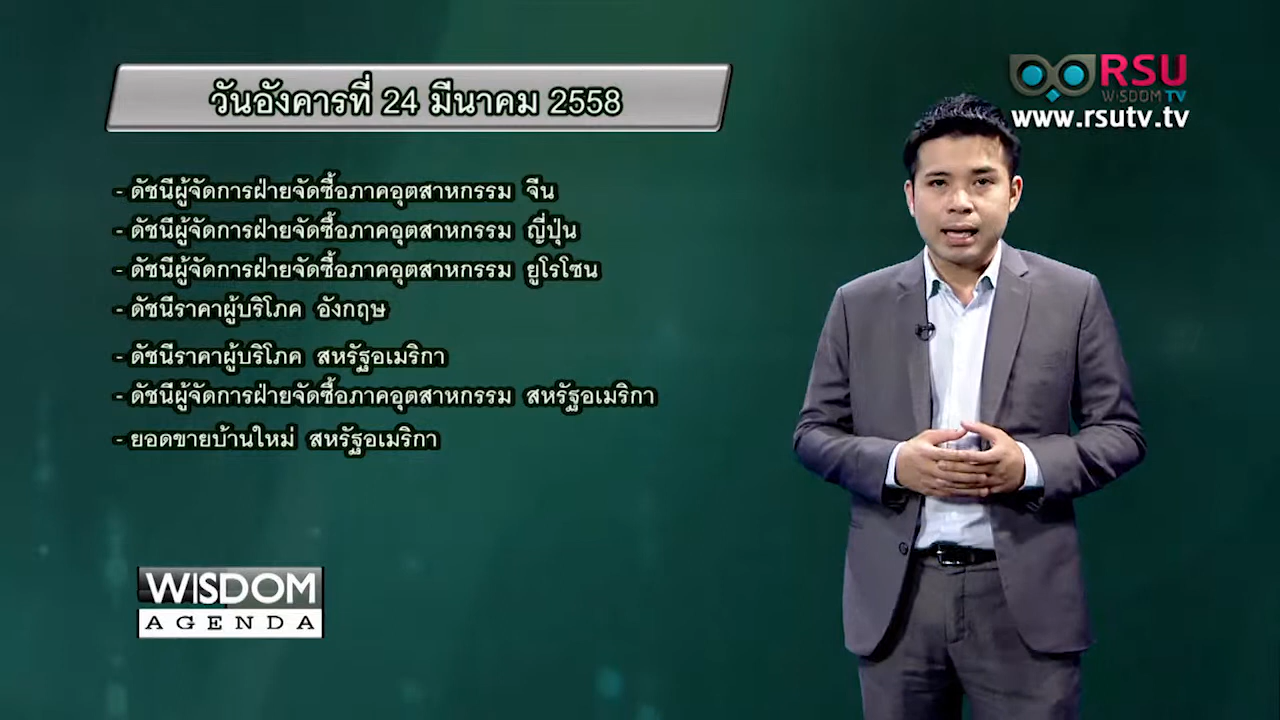 วันอังคารที่ 24 มีนาคม 2558
RSU
WISDOM TV
www.rsutv.tv
- ดัชนีผู้จัดการฝ่ายจัดซื้อภาคอุตสาหกรรม จีน
- ดัชนีผู้จัดการฝ่ายจัดซื้อภาคอุตสาหกรรม ญี่ปุ่น
- ดัชนีผู้จัดการฝ่ายจัดซื้อภาคอุตสาหกรรม ยูโรโซน
- ดัชนีราคาผู้บริโภค อังกฤษ
- ดัชนีราคาผู้บริโภค สหรัฐอเมริกา
- ดัชนีผู้จัดการฝ่ายจัดซื้อภาคอุตสาหกรรม สหรัฐอเมริกา
- ยอดขายบ้านใหม่ สหรัฐอเมริกา
WISDOM
AGENDA